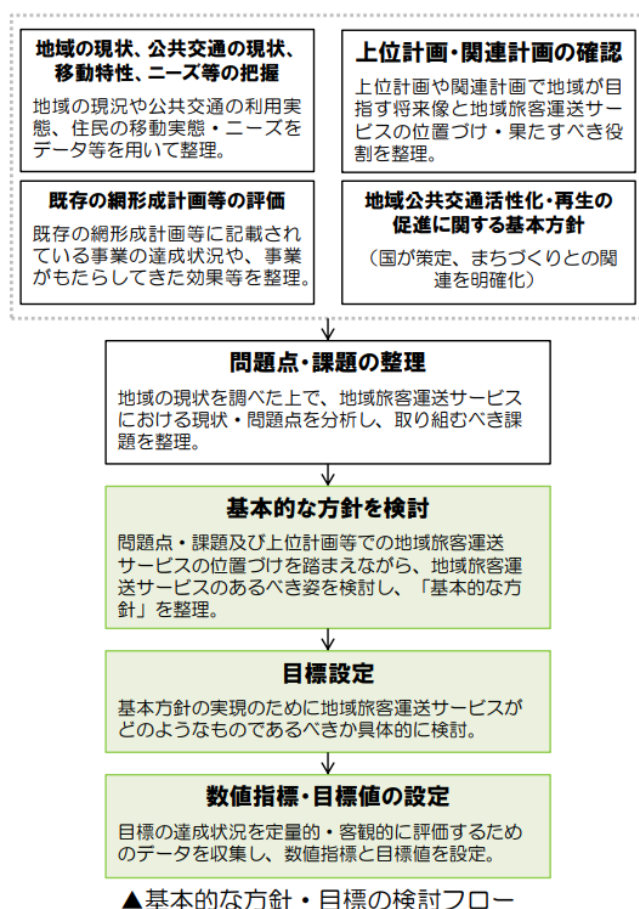 地域の現状、公共交通の現状、
移動特性、ニーズ等の把握
地域の現況や公共交通の利用実
態、住民の移動実態・ニーズを
データ等を用いて整理。
上位計画・関連計画の確認
上位計画や関連計画で地域が目
指す将来像と地域旅客運送サー
ビスの位置づけ・果たすべき役
割を整理。
既存の網形成計画等の評価
既存の網形成計画等に記載され
ている事業の達成状況や、事業
がもたらしてきた効果等を整理。
地域公共交通活性化・再生の
促進に関する基本方針
（国が策定、まちづくりとの関
連を明確化）
問題点・課題の整理
地域の現状を調べた上で、地域旅客運送サービス
における現状・問題点を分析し、取り組むべき課
題を整理。
基本的な方針を検討
問題点・課題及び上位計画等での地域旅客運送
サービスの位置づけを踏まえながら、地域旅客運
送サービスのあるべき姿を検討し、「基本的な方
針」を整理。
目標設定
基本方針の実現のために地域旅客運送サービスが
どのようなものであるべきか具体的に検討。
数値指標・目標値の設定
目標の達成状況を定量的・客観的に評価するため
のデータを収集し、数値指標と目標値を設定。
▲基本的な方針・目標の検討フロー